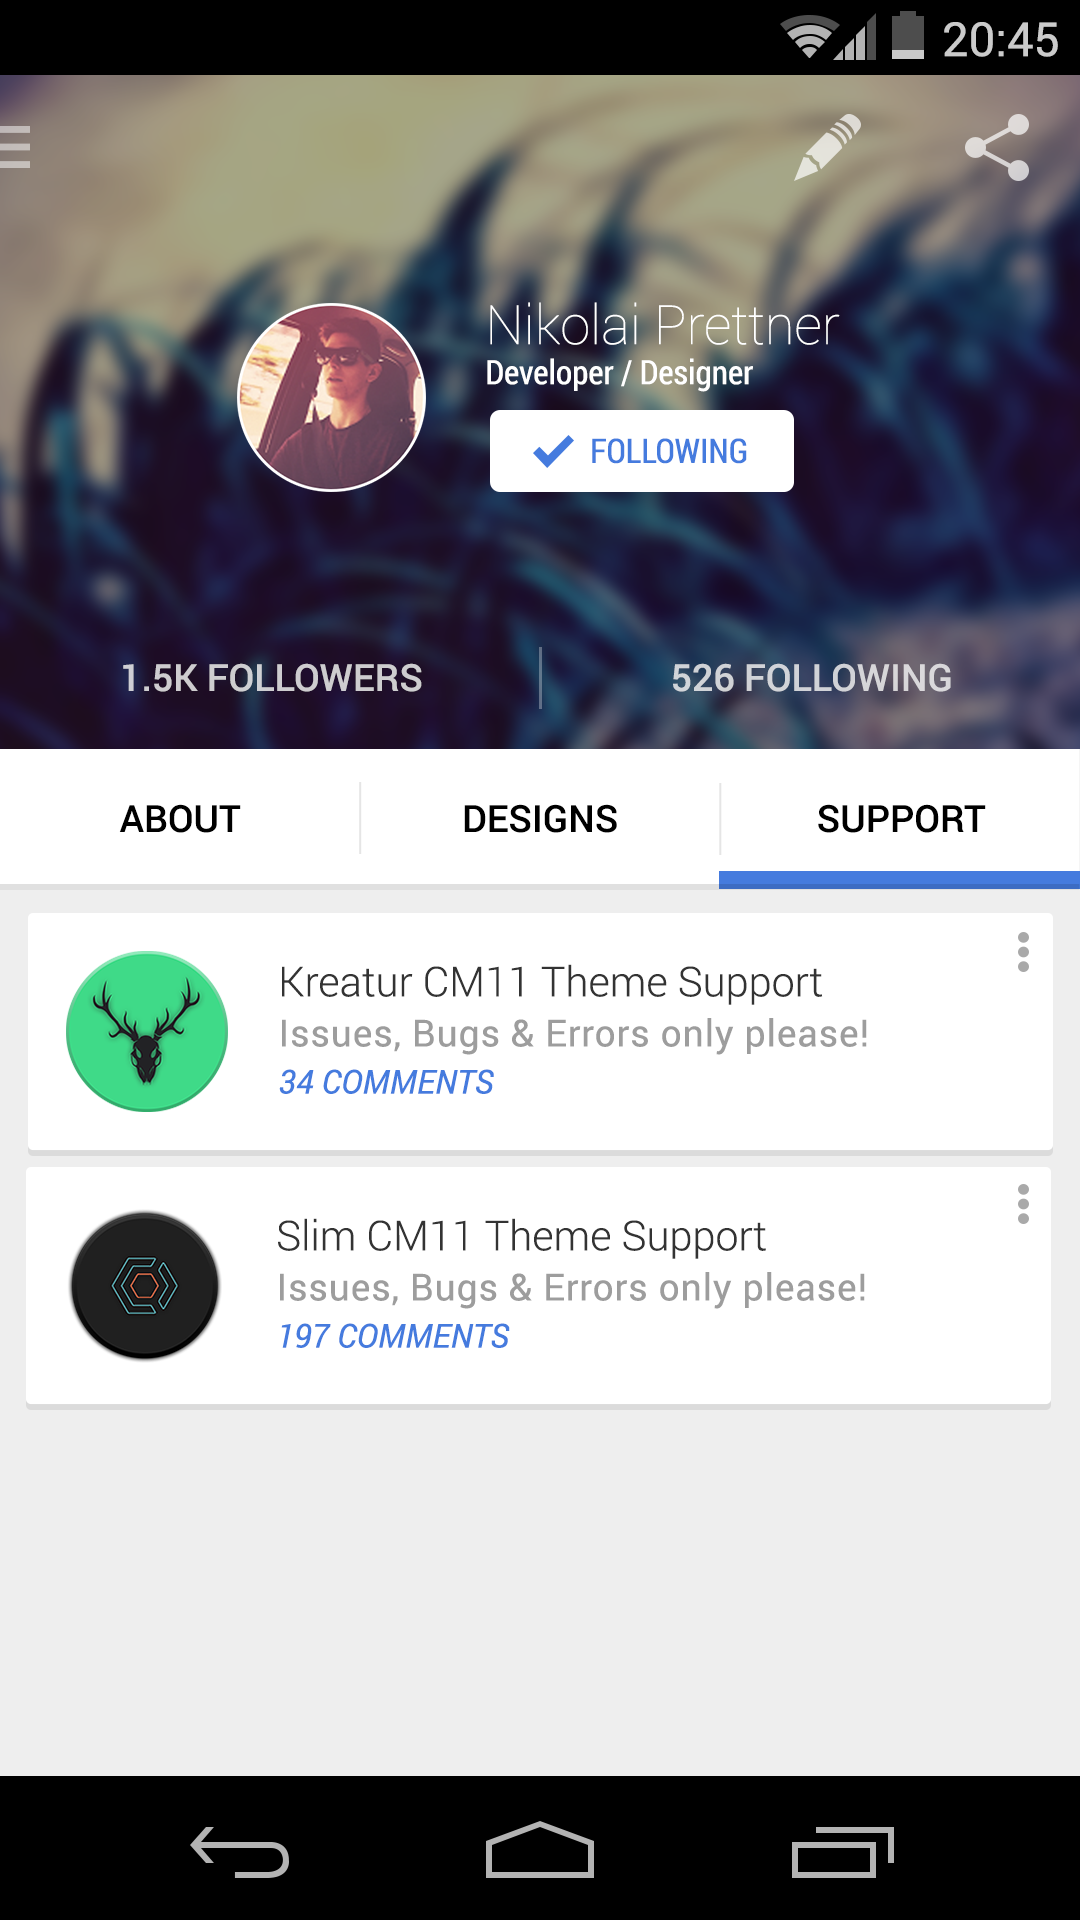 20:45
Nikolai Prettner
Developer / Designer
FOLLOWING
1.5K FOLLOWERS
526 FOLLOWING
ABOUT
DESIGNS
SUPPORT
Kreatur CM11 Theme Support
Issues, Bugs & Errors only please!
34 COMMENTS
Slim CM11 Theme Support
Issues, Bugs & Errors only please!
197 COMMENTS